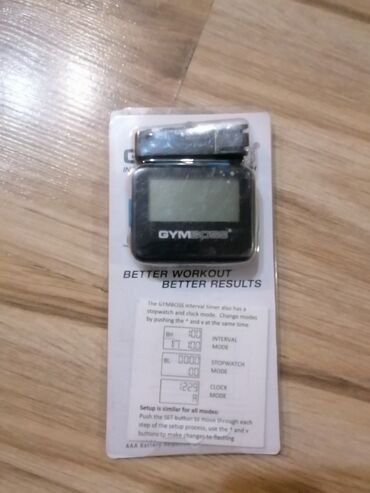 GYMBOSS
BETTER WORKOUT
BETTER RESULTS
The GYMBOSS interval timer also has a
stopwatch and clock mode. Change modes
by pushing the ^ and v at the same time
INTERVAL
MODE
STOPWATCH
MODE
CLOCK
MODE
Setup is similar for all modes:
Push the SET button to move through each
step of the setup process, use the ^ and v
buttons to make changes to flashing
AAA Battery